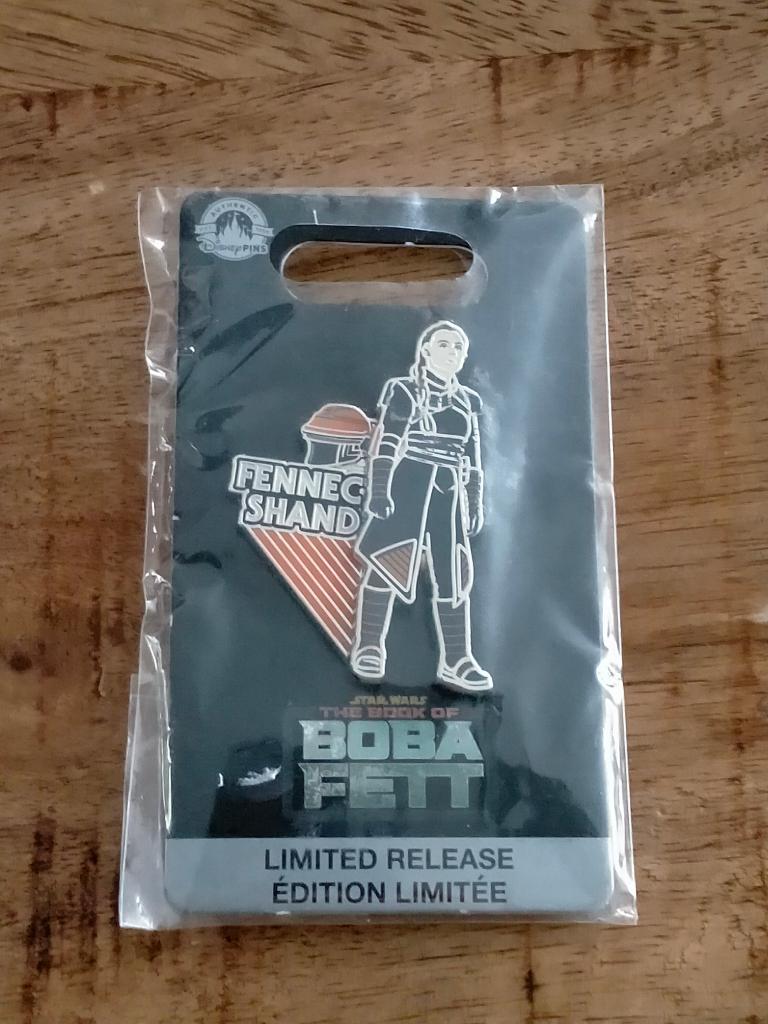 AUTHENTIC
DISNEY PINS
FENNEC
SHAND
STAR WARS
THE BOOK OF
BOBA
FETT
LIMITED RELEASE
ÉDITION LIMITÉE